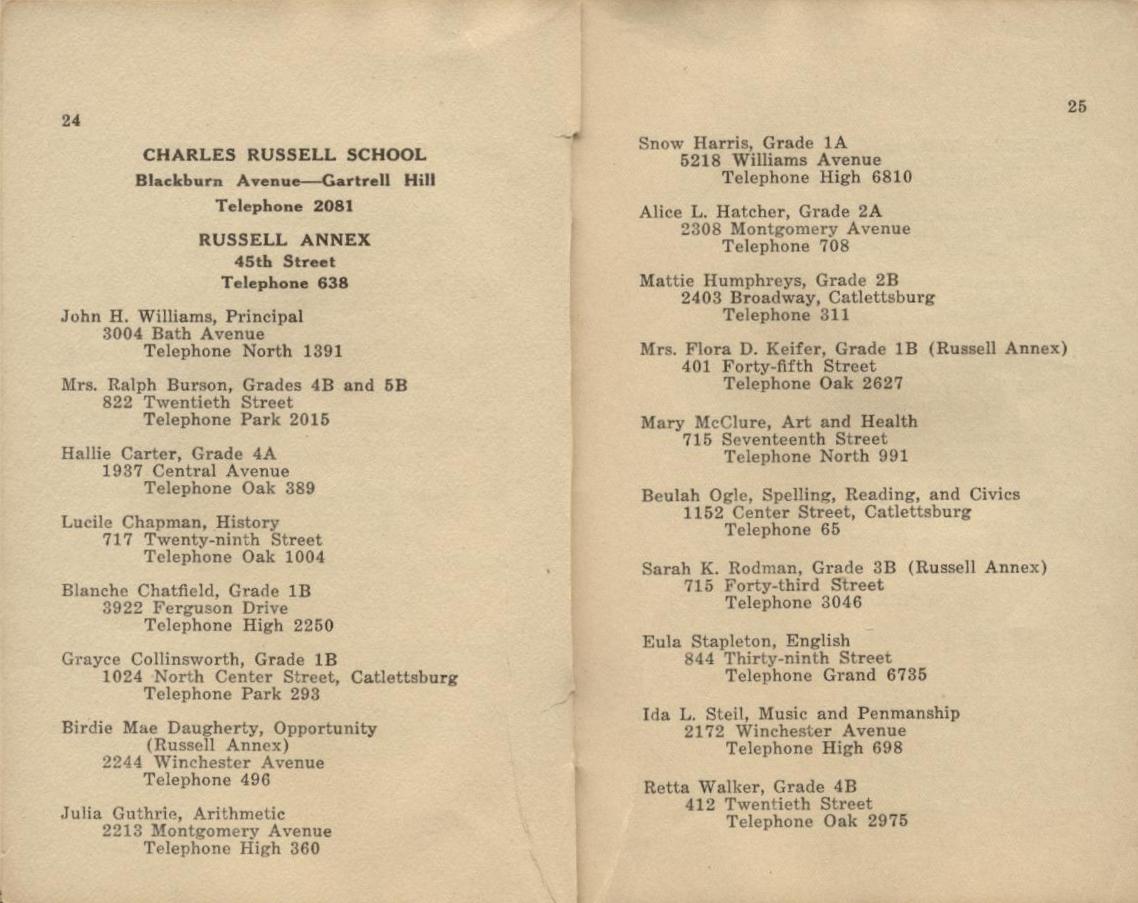 24
CHARLES RUSSELL SCHOOL
Blackburn Avenue—Gartrell Hill
Telephone 2081
RUSSELL ANNEX
45th Street
Telephone 638
John H. Williams, Principal
3004 Bath Avenue
Telephone North 1391
Mrs. Ralph Burson, Grades 4B and 5B
822 Twentieth Street
Telephone Park 2015
Hallie Carter, Grade 4A
1937 Central Avenue
Telephone Oak 389
Lucile Chapman, History
717 Twenty-ninth Street
Telephone Oak 1004
Blanche Chatfield, Grade 1B
3922 Ferguson Drive
Telephone High 2250
Grayce Collinsworth, Grade 1B
1024 North Center Street, Catlettsburg
Telephone Park 293
Birdie Mae Daugherty, Opportunity
(Russell Annex)
2244 Winchester Avenue
Telephone 496
Julia Guthrie, Arithmetic
2213 Montgomery Avenue
Telephone High 360
25
Snow Harris, Grade 1A
5218 Williams Avenue
Telephone High 6810
Alice L. Hatcher, Grade 2A
2308 Montgomery Avenue
Telephone 708
Mattie Humphreys, Grade 2B
2403 Broadway, Catlettsburg
Telephone 311
Mrs. Flora D. Keifer, Grade 1B (Russell Annex)
401 Forty-fifth Street
Telephone Oak 2627
Mary McClure, Art and Health
715 Seventeenth Street
Telephone North 991
Beulah Ogle, Spelling, Reading, and Civics
1152 Center Street, Catlettsburg
Telephone 65
Sarah K. Rodman, Grade 3B (Russell Annex)
715 Forty-third Street
Telephone 3046
Eula Stapleton, English
844 Thirty-ninth Street
Telephone Grand 6735
Ida L. Steil, Music and Penmanship
2172 Winchester Avenue
Telephone High 698
Retta Walker, Grade 4B
412 Twentieth Street
Telephone Oak 2975